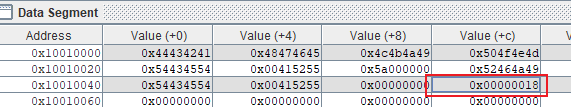 Data Segment
Address Value (+0) Value (+4) Value (+8) Value (+c)
0x10010000 0x44434241 0x48474645 0x4c4b4a49 0x504f4e4d
0x10010020 0x54434554 0x00415255 0x5a000000 0x52464a49
0x10010040 0x54434554 0x00415255 0x00000000 0x00000018
0x10010060 0x00000000 0x00000000 0x00000000 0x00000000